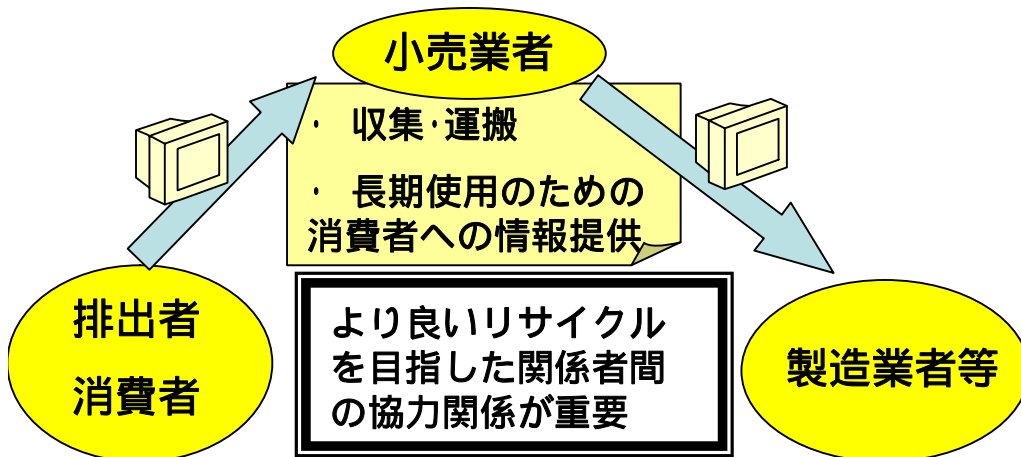 小売業者
・ 収集・運搬
・ 長期使用のための
消費者への情報提供
排出者
消費者
より良いリサイクル
を目指した関係者間
の協力関係が重要
製造業者等